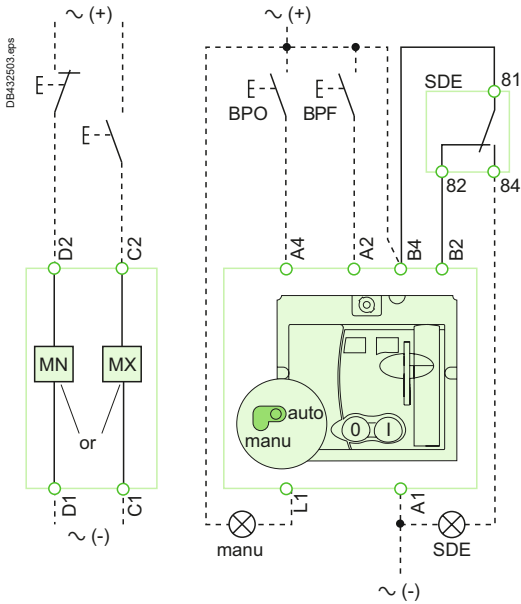 ∿ (+)
∿ (+)
DB432503.eps
SDE
81
BPO
BPF
82
84
D2
C2
A4
A2
B4
B2
MN
MX
or
auto
manu
0
I
D1
C1
L1
A1
∿ (-)
manu
SDE
∿ (-)